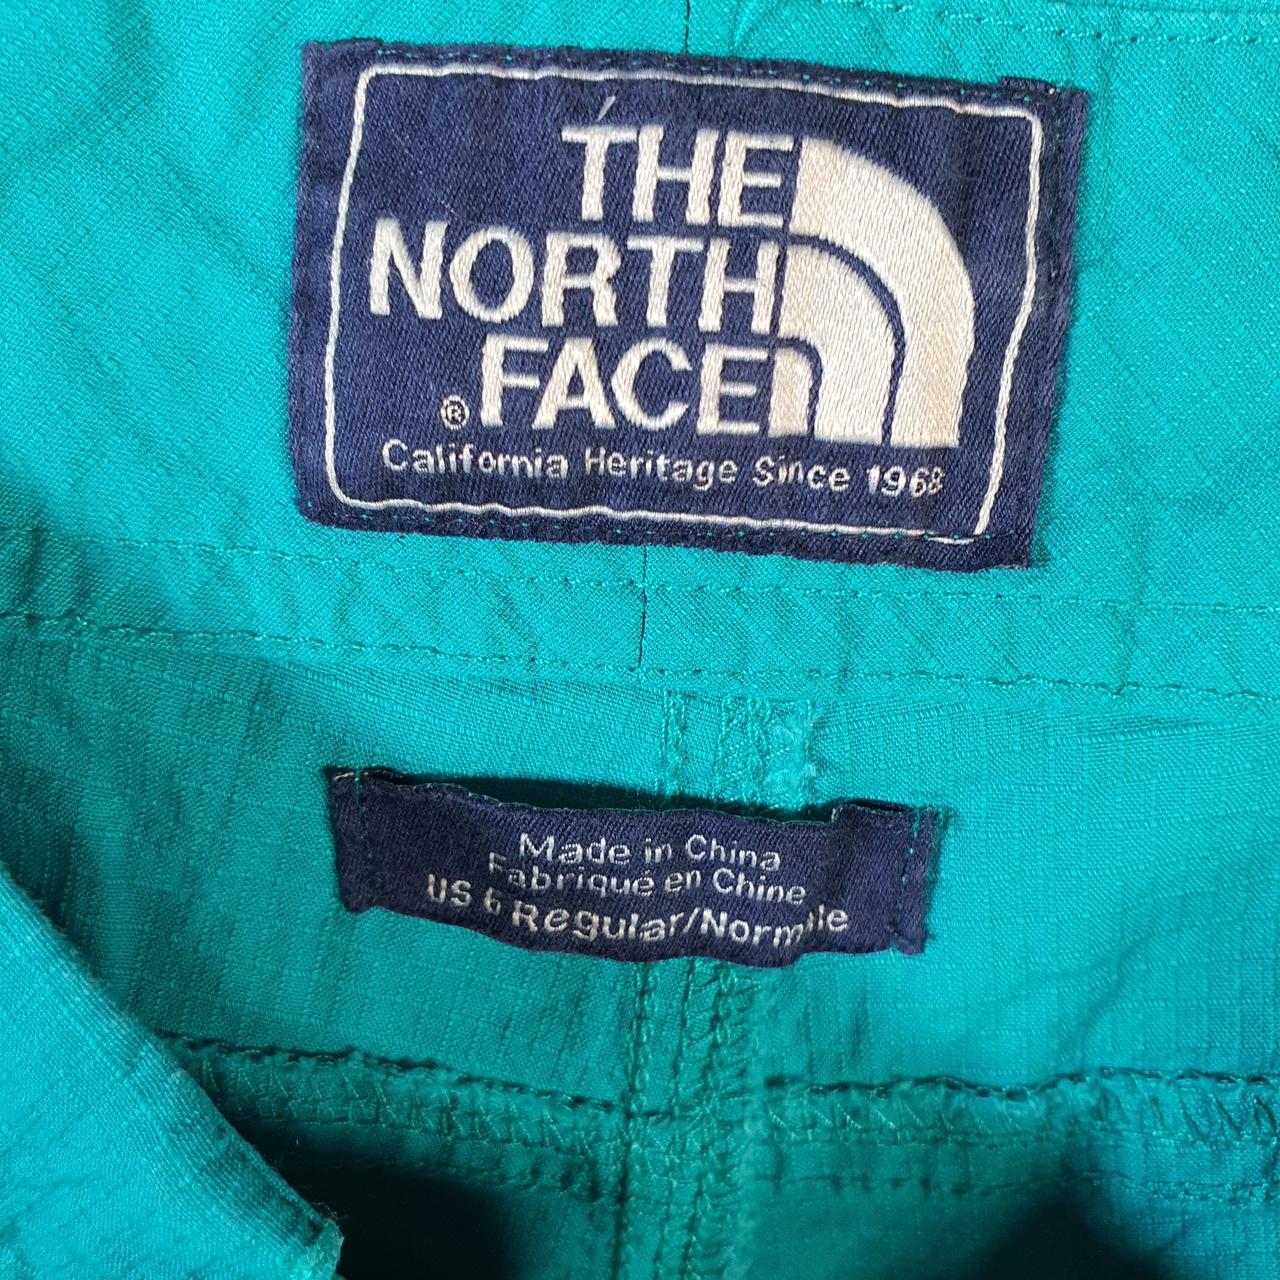 THE
NORTH
®FACE
California Heritage Since 1968
Made in China
Fabriqué en Chine
US 6 Regular/Normale